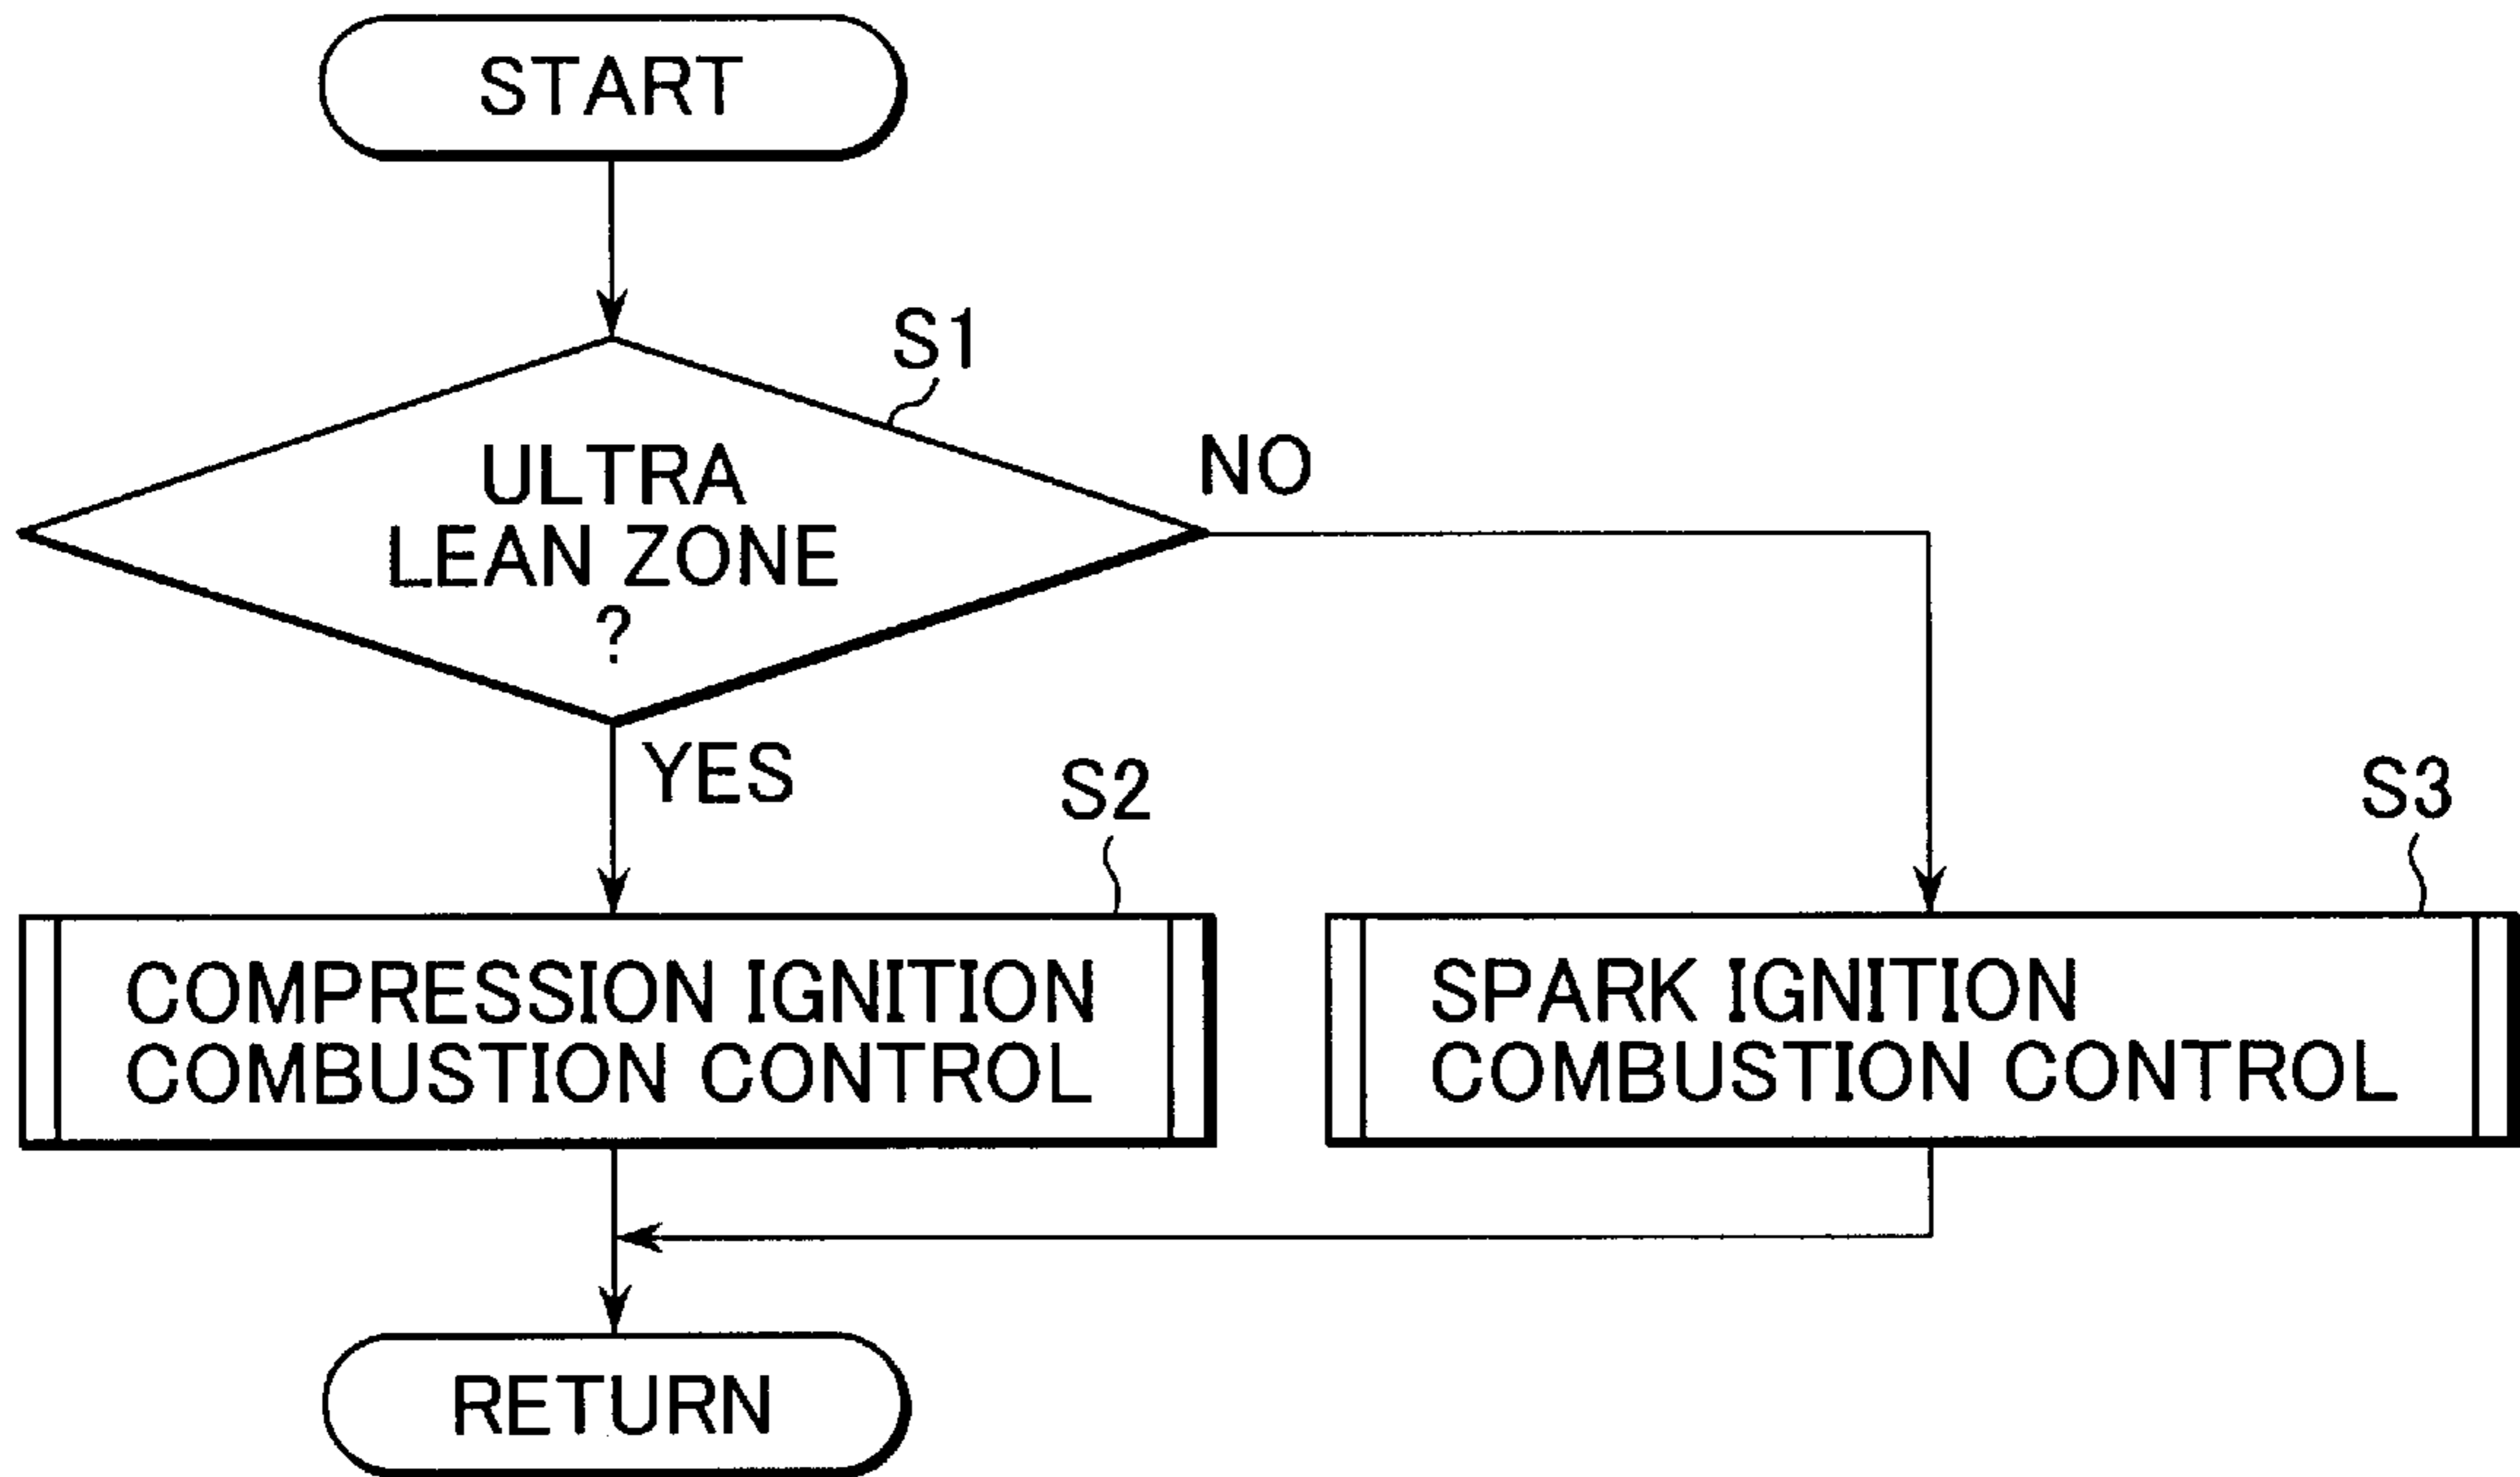 START
S1
ULTRA
LEAN ZONE
?
NO
YES
S2
S3
COMPRESSION IGNITION
COMBUSTION CONTROL
SPARK IGNITION
COMBUSTION CONTROL
RETURN